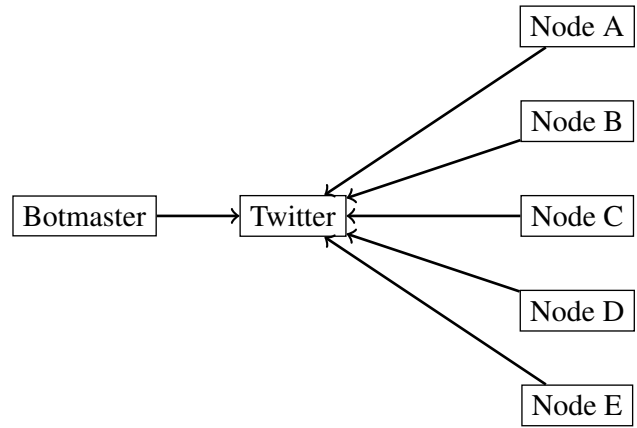 Node A
Node B
Botmaster
Twitter
Node C
Node D
Node E